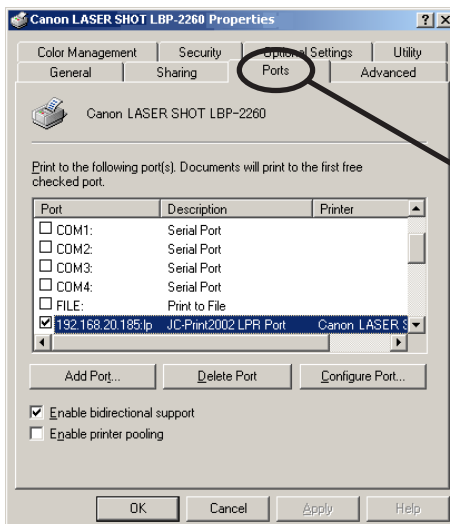 Canon LASER SHOT LBP-2260 Properties
Color Management Security Optional Settings Utility
General Sharing Ports Advanced
Canon LASER SHOT LBP-2260
Print to the following port(s). Documents will print to the first free
checked port.
Port Description Printer
COM1: Serial Port
COM2: Serial Port
COM3: Serial Port
COM4: Serial Port
FILE: Print to File
192.168.20.185:lp JC-Print2002 LPR Port Canon LASER S
Add Port... Delete Port Configure Port...
Enable bidirectional support
Enable printer pooling
OK Cancel Apply Help